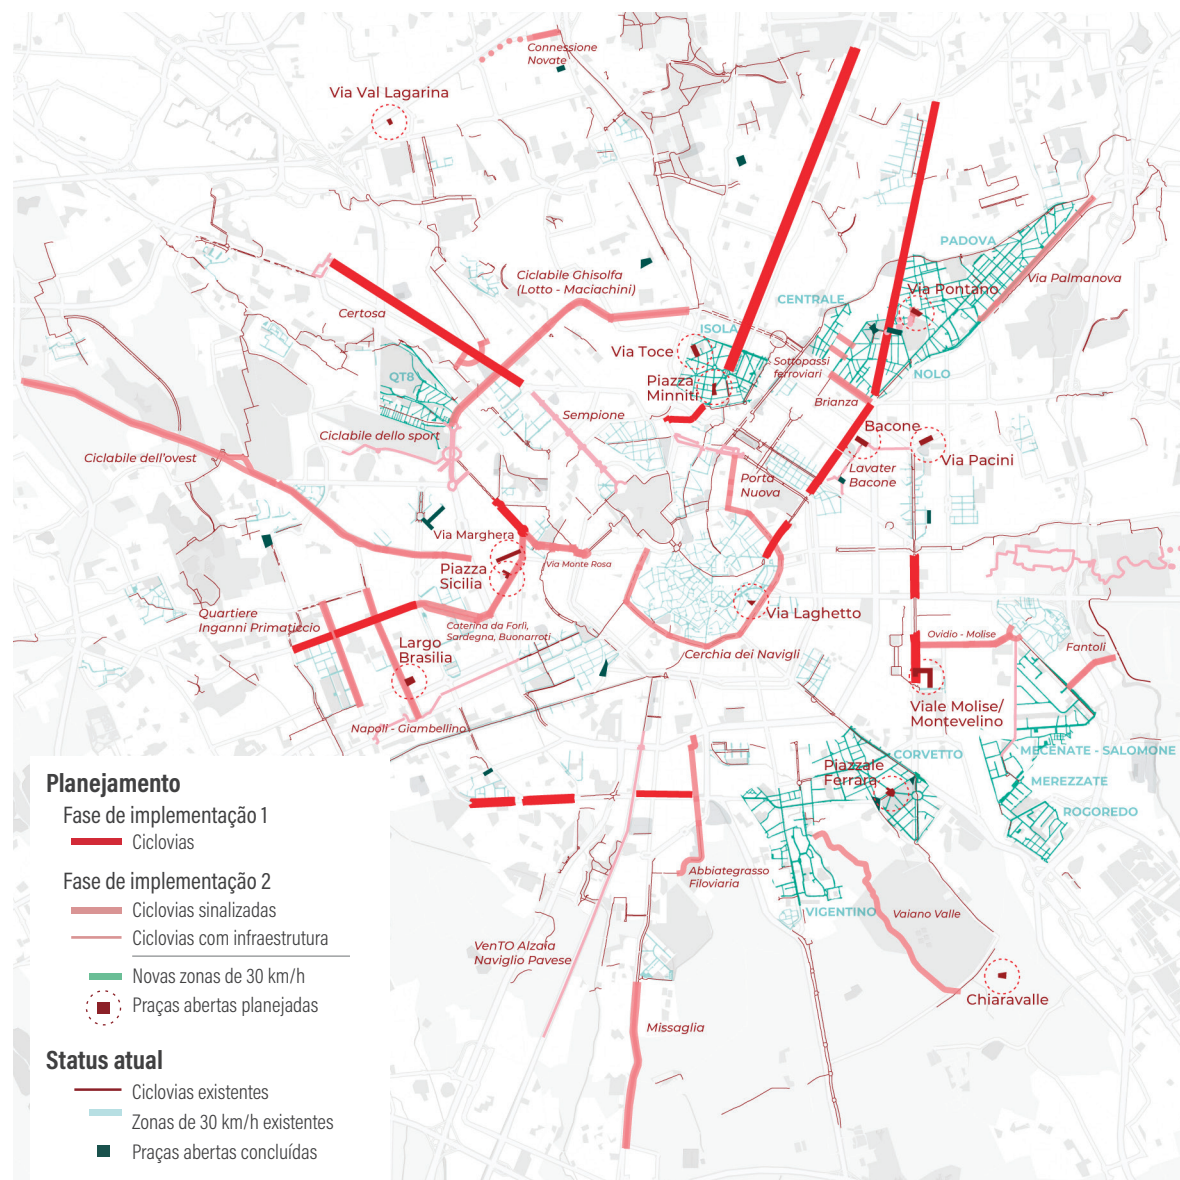 Connessione
Novate
Via Val Lagarina
PADOVA
Via Palmanova
Ciclabile Ghisolfa
(Lotto - Maciachini)
Via Pontano
CENTRALE
Certosa
ISOLA
Via Toce
Sottopassi
ferroviari
QT8
NOLO
Piazza
Minniti
Brianza
Sempione
Bacone
Ciclabile dello sport
Via Pacini
Ciclabile dell'ovest
Lavater
Bacone
Porta
Nuova
Via Marghera
Via Monte Rosa
Piazza
Sicilia
Quartiere
Inganni Primaticcio
Via Laghetto
Caterina da Forlì,
Sardegna, Buonarroti
Ovidio - Molise
Largo
Brasilia
Fantoli
Cerchia dei Navigli
Viale Molise/
Montevelino
Napoli - Giambellino
MECENATE - SALOMONE
CORVETTO
Piazzale
Ferrara
MEREZZATE
ROGOREDO
Abbiategrasso
Filoviaria
VIGENTINO
Vaiano Valle
VenTO Alzaia
Naviglio Pavese
Chiaravalle
Missaglia
Planejamento
Fase de implementação 1
Ciclovias
Fase de implementação 2
Ciclovias sinalizadas
Ciclovias com infraestrutura
Novas zonas de 30 km/h
Praças abertas planejadas
Status atual
Ciclovias existentes
Zonas de 30 km/h existentes
Praças abertas concluídas